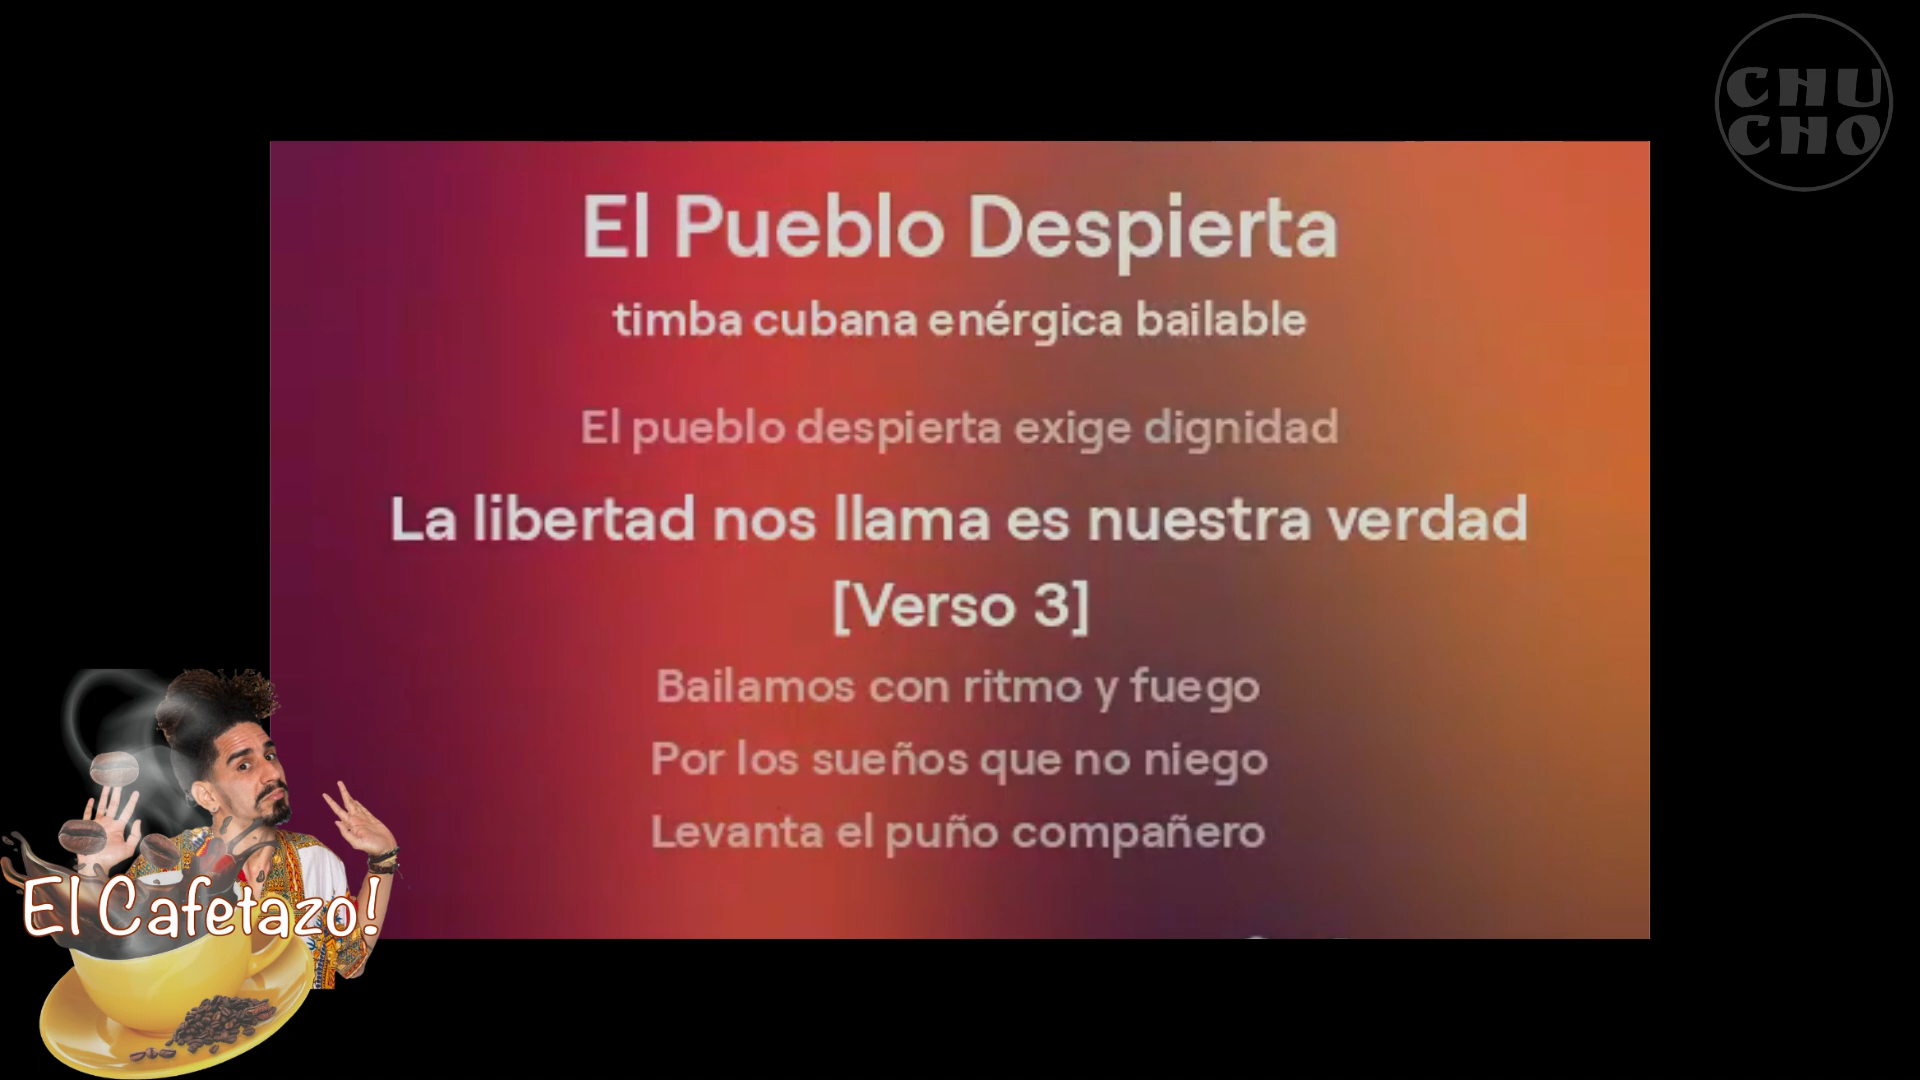 CHU
CHO
El Pueblo Despierta
timba cubana enérgica bailable
El pueblo despierta exige dignidad
La libertad nos llama es nuestra verdad
[Verso 3]
Bailamos con ritmo y fuego
Por los sueños que no niego
Levanta el puño compañero
El Cafetazo!